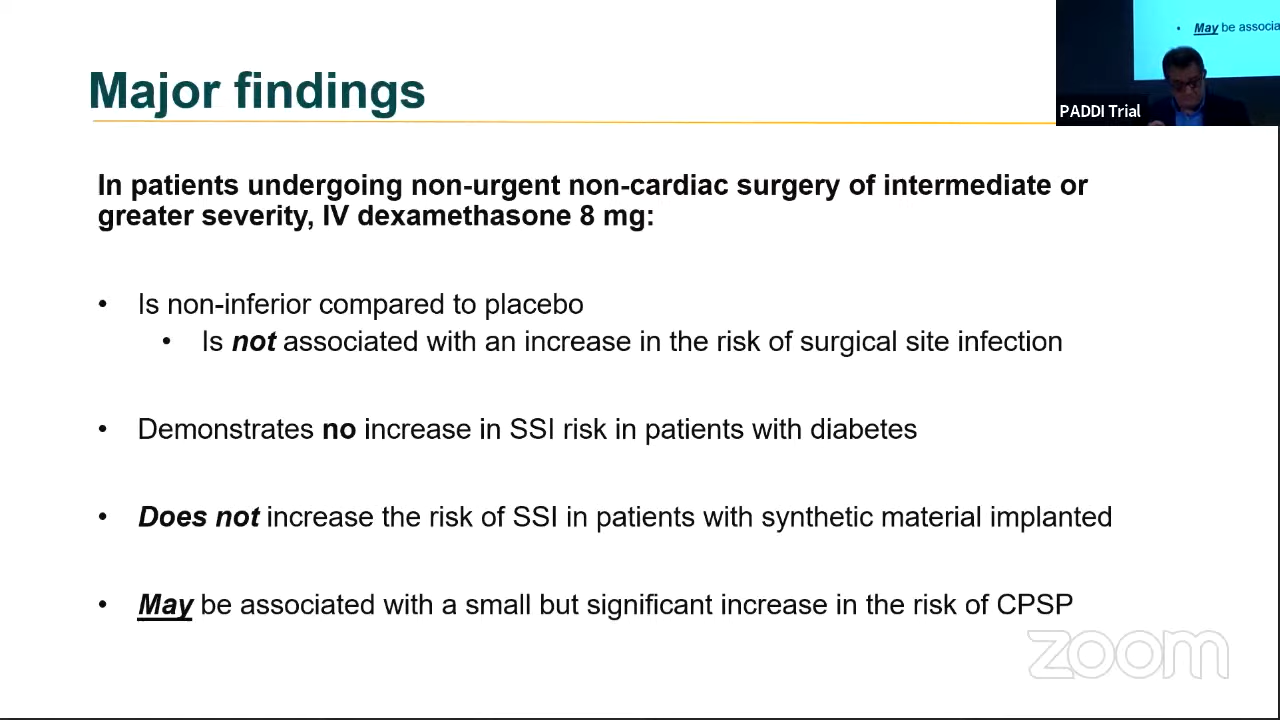 Major findings
May be associa
PADDI Trial
In patients undergoing non-urgent non-cardiac surgery of intermediate or
greater severity, IV dexamethasone 8 mg:
• Is non-inferior compared to placebo
• Is not associated with an increase in the risk of surgical site infection
• Demonstrates no increase in SSI risk in patients with diabetes
• Does not increase the risk of SSI in patients with synthetic material implanted
• May be associated with a small but significant increase in the risk of CPSP
zoom